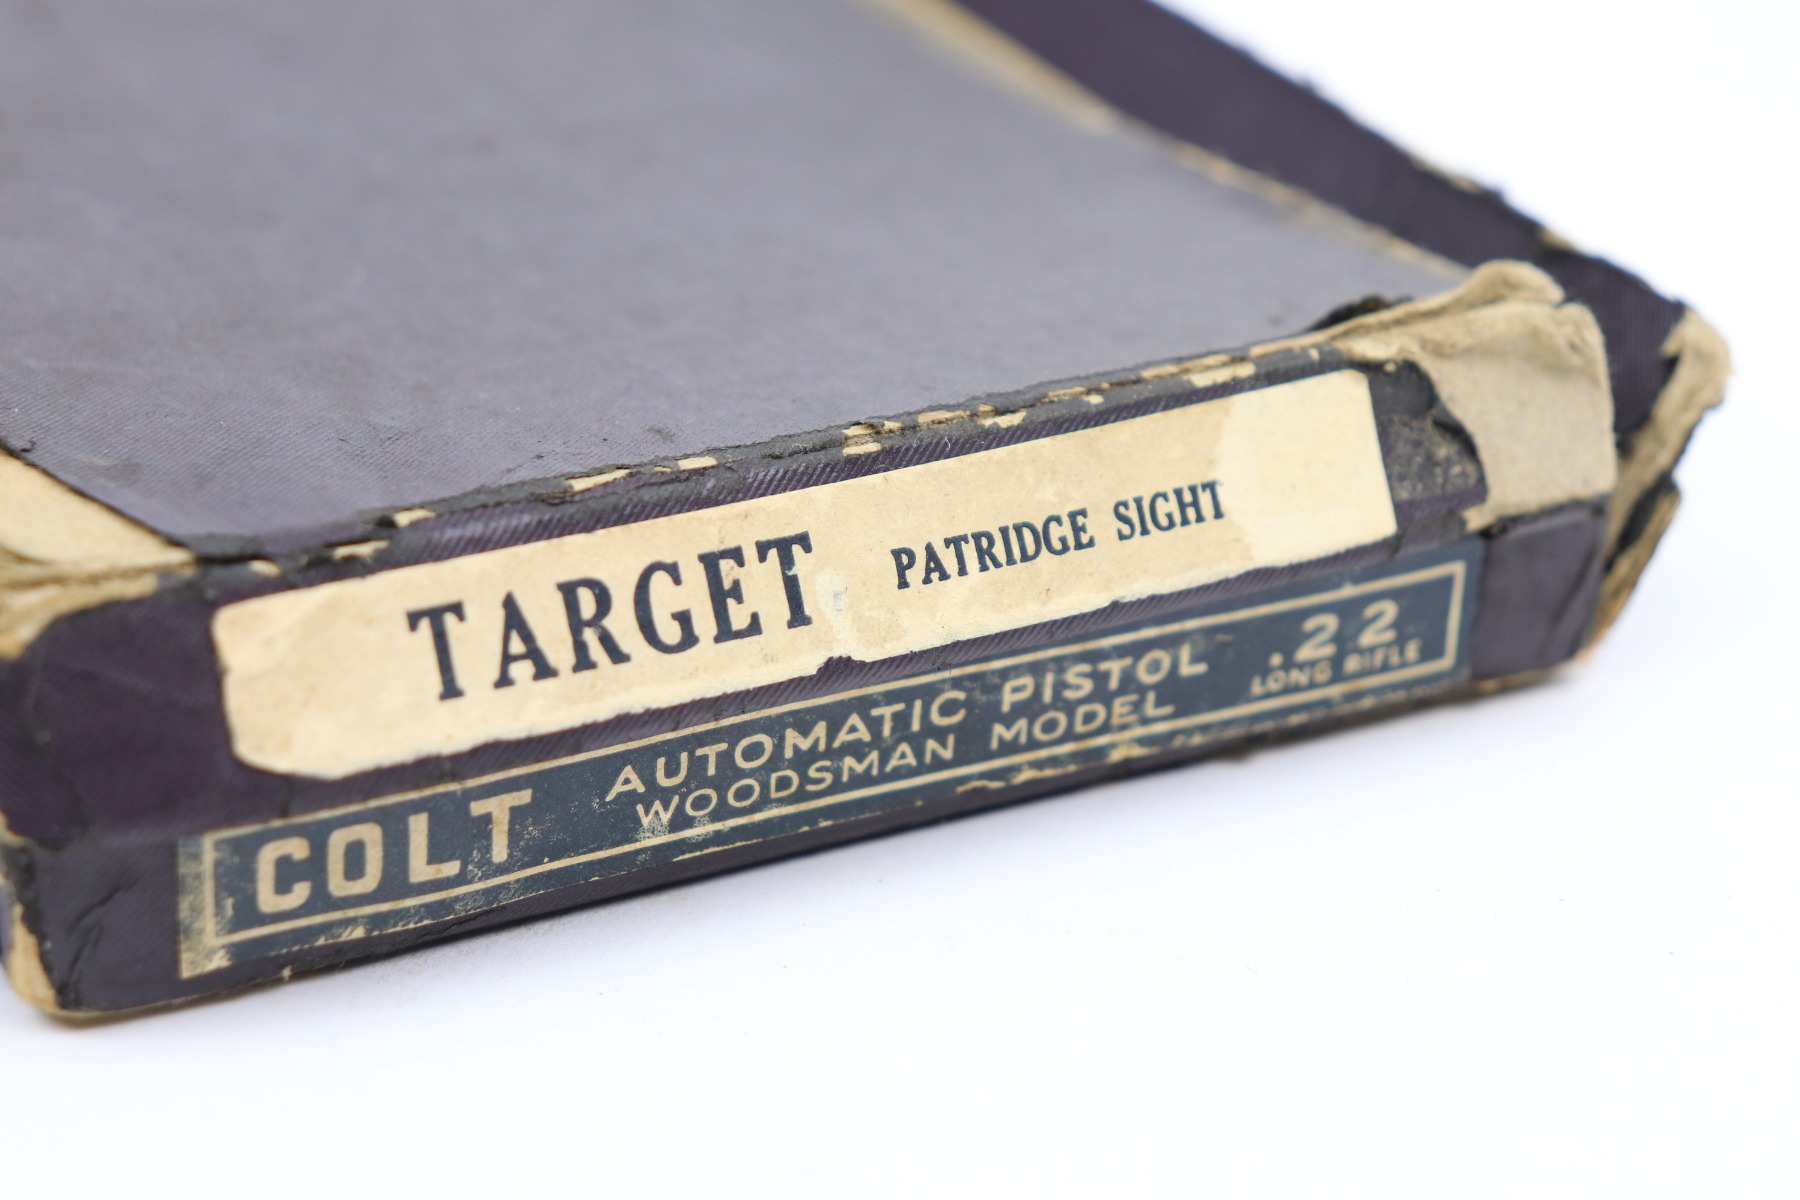 TARGET PATRIDGE SIGHT
COLT AUTOMATIC PISTOL .22
WOODSMAN MODEL LONG RIFLE